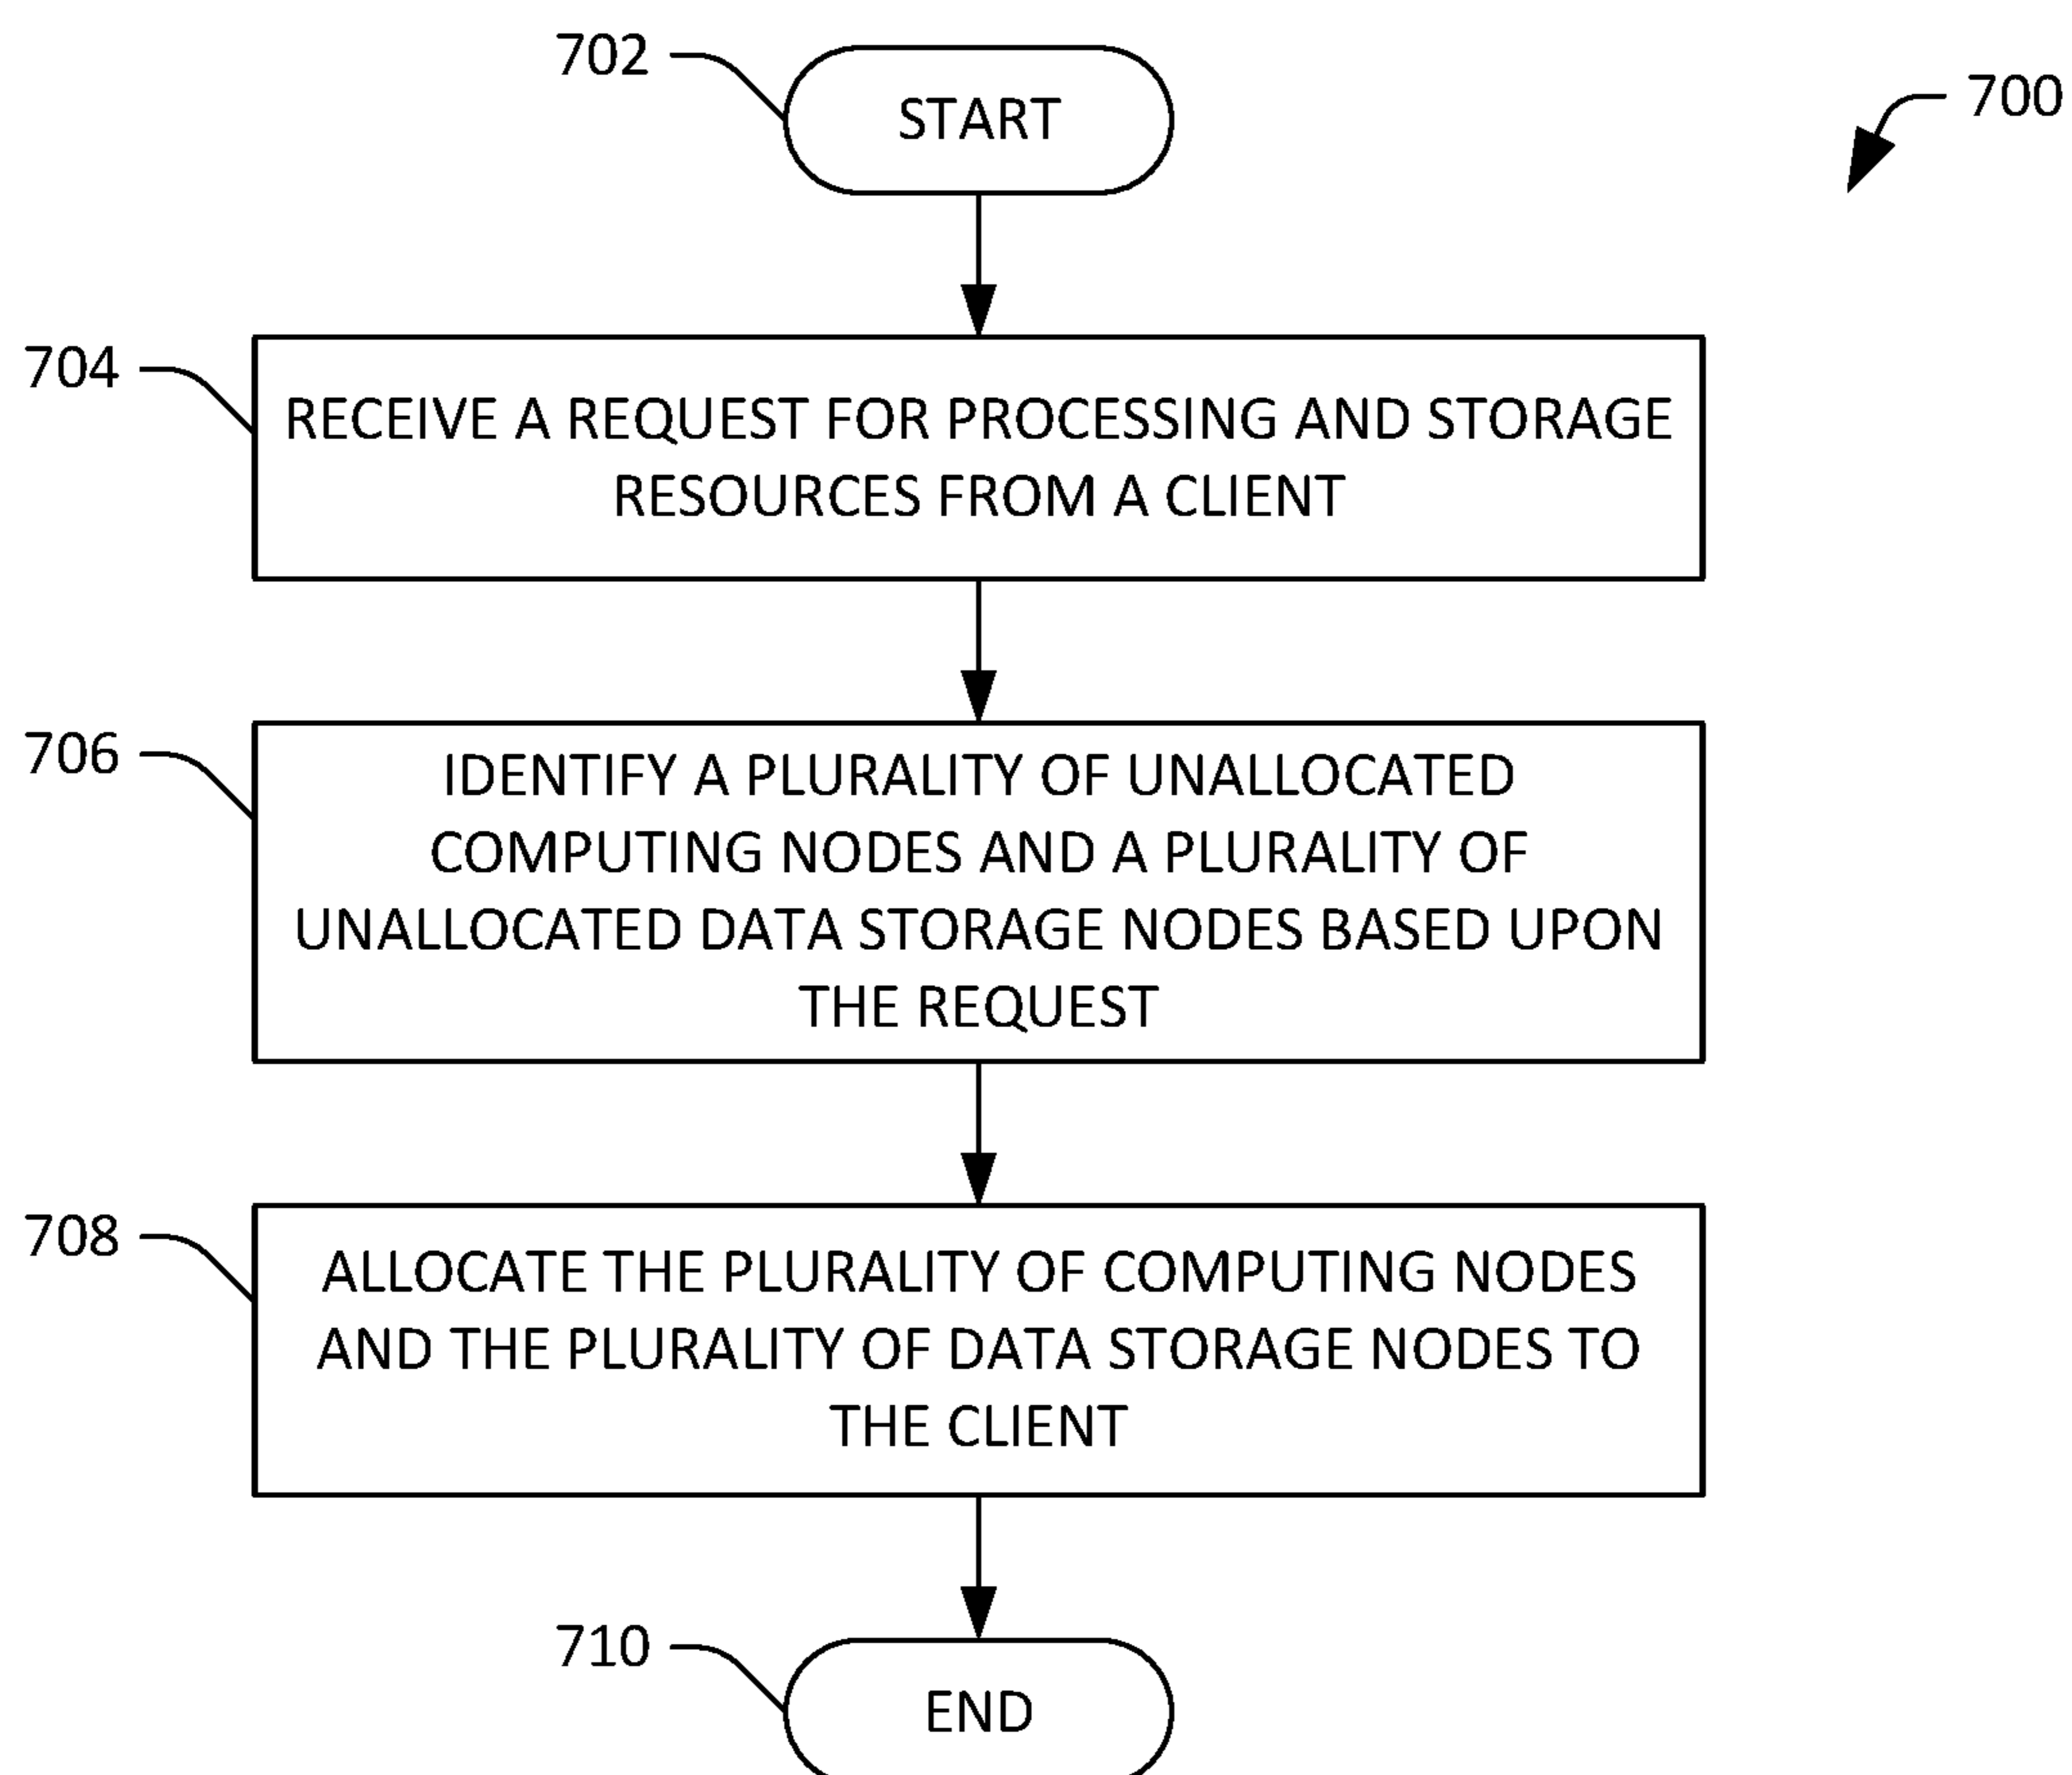 702
START
700
704
RECEIVE A REQUEST FOR PROCESSING AND STORAGE
RESOURCES FROM A CLIENT
706
IDENTIFY A PLURALITY OF UNALLOCATED
COMPUTING NODES AND A PLURALITY OF
UNALLOCATED DATA STORAGE NODES BASED UPON
THE REQUEST
708
ALLOCATE THE PLURALITY OF COMPUTING NODES
AND THE PLURALITY OF DATA STORAGE NODES TO
THE CLIENT
710
END